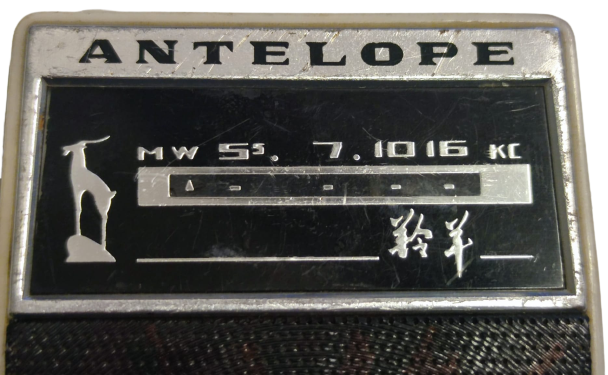 ANTELOPE
MW 5⁵. 7.1016 KC
羚羊